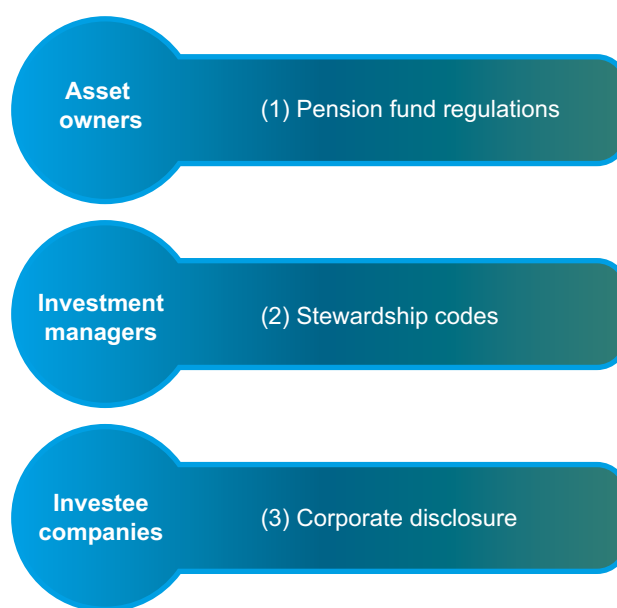 Asset
owners
(1) Pension fund regulations
Investment
managers
(2) Stewardship codes
Investee
companies
(3) Corporate disclosure